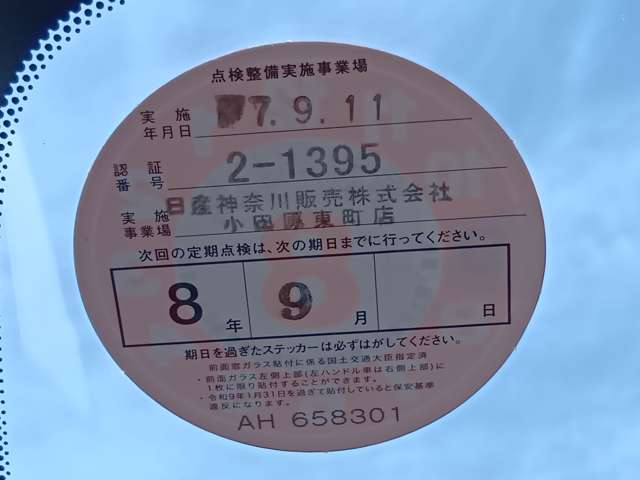 点検整備実施事業場
実施
年月日
7.9.11
認証
番号
2-1395
実施
事業場
日産神奈川販売株式会社
小田原東町店
次回の定期点検は、次の期日までに行ってください。
8年 9月 日
期日を過ぎたステッカーは必ずはがしてください。
前面窓ガラス貼付に係る国土交通大臣指定済
・前面ガラス左側上部(左ハンドル車は右側上部)に
1枚に限り貼付することができます。
・令和9年1月31日を過ぎて貼付していると保安基準
違反になります。
AH 658301